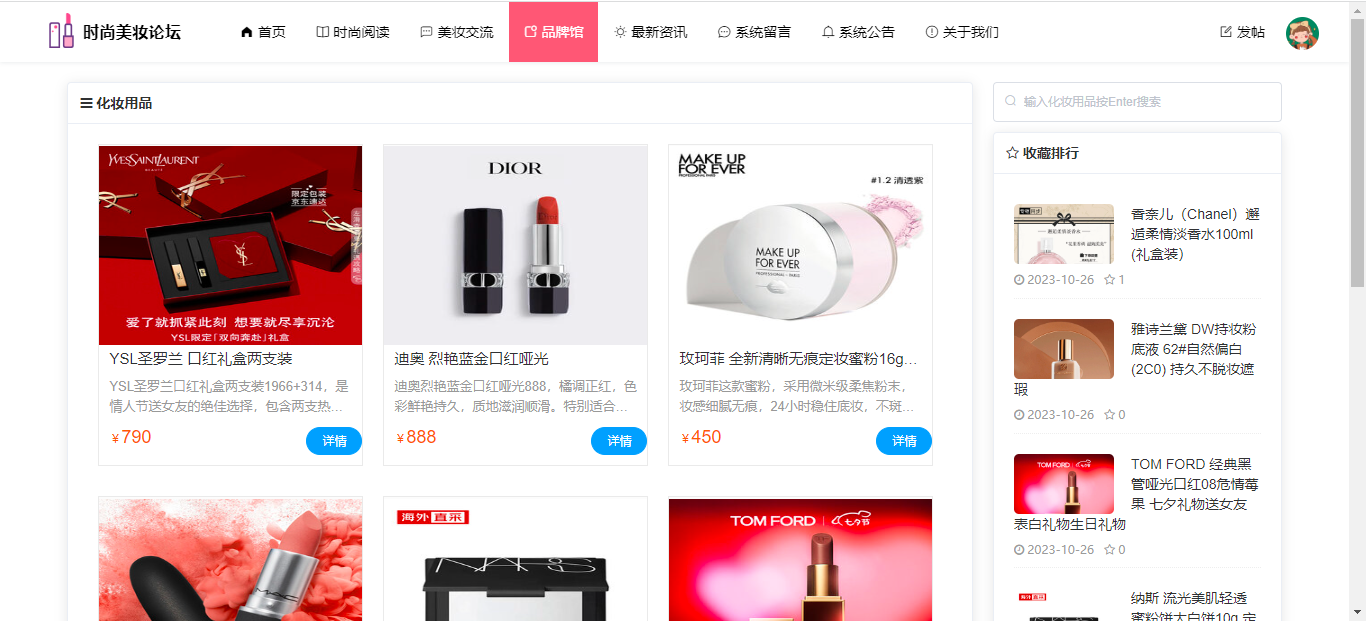 时尚美妆论坛
首页
时尚阅读
美妆交流
品牌馆
最新资讯
系统留言
系统公告
关于我们
发帖
化妆用品
YVESSAINTLAURENT
BEAUTÉ
限定包装
京东速达
爱了就抓紧此刻 想要就尽享沉沦
YSL限定「双向奔赴」礼盒
YSL圣罗兰 口红礼盒两支装
YSL圣罗兰口红礼盒两支装1966+314，是
情人节送女友的绝佳选择，包含两支热…
￥790
详情
DIOR
迪奥 烈艳蓝金口红哑光
迪奥烈艳蓝金口红哑光888，橘调正红，色
彩鲜艳持久，质地滋润顺滑。特别适合…
￥888
详情
MAKE UP
FOR EVER
PROFESSIONAL PARIS
#1.2 清透紫
MAKE UP
FOR EVER
PROFESSIONAL – PARIS
玫珂菲 全新清晰无痕定妆蜜粉16g…
玫珂菲这款蜜粉，采用微米级柔焦粉末，
妆感细腻无痕，24小时稳住底妆，不斑…
￥450
详情
MAC
海外直采
NARS
TOM FORD
七夕节
输入化妆用品按Enter搜索
收藏排行
香奈儿（Chanel）邂
逅柔情淡香水100ml
(礼盒装）
2023-10-26
1
雅诗兰黛 DW持妆粉
底液 62#自然偏白
(2C0) 持久不脱妆遮
瑕
2023-10-26
0
TOM FORD
TOM FORD 经典黑
管哑光口红08危情莓
果 七夕礼物送女友
表白礼物生日礼物
2023-10-26
0
海外直采
纳斯 流光美肌轻透
蜜粉饼大白饼10g 定